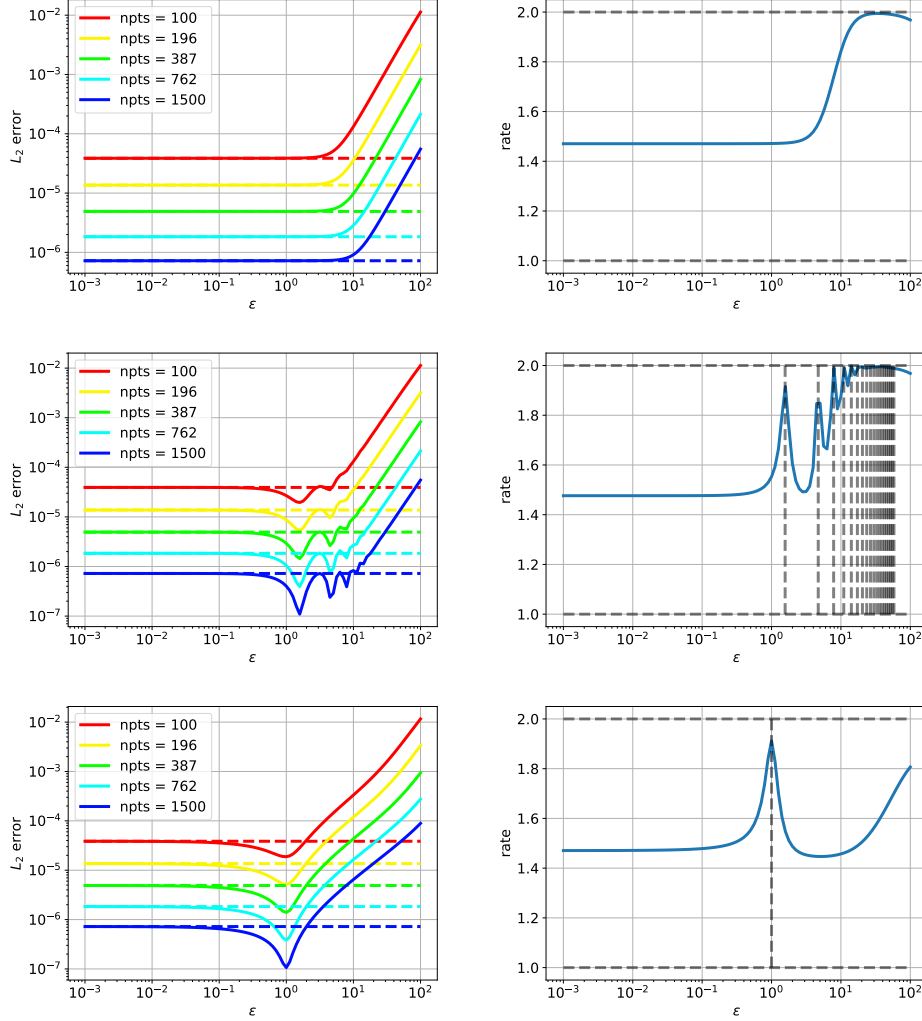 npts = 100
npts = 196
npts = 387
npts = 762
npts = 1500
L₂ error
10⁻²
10⁻³
10⁻⁴
10⁻⁵
10⁻⁶
10⁻³ 10⁻² 10⁻¹ 10⁰ 10¹ 10²
ε
rate
2.0
1.8
1.6
1.4
1.2
1.0
10⁻³ 10⁻² 10⁻¹ 10⁰ 10¹ 10²
ε
npts = 100
npts = 196
npts = 387
npts = 762
npts = 1500
L₂ error
10⁻²
10⁻³
10⁻⁴
10⁻⁵
10⁻⁶
10⁻⁷
10⁻³ 10⁻² 10⁻¹ 10⁰ 10¹ 10²
ε
rate
2.0
1.8
1.6
1.4
1.2
1.0
10⁻³ 10⁻² 10⁻¹ 10⁰ 10¹ 10²
ε
npts = 100
npts = 196
npts = 387
npts = 762
npts = 1500
L₂ error
10⁻²
10⁻³
10⁻⁴
10⁻⁵
10⁻⁶
10⁻⁷
10⁻³ 10⁻² 10⁻¹ 10⁰ 10¹ 10²
ε
rate
2.0
1.8
1.6
1.4
1.2
1.0
10⁻³ 10⁻² 10⁻¹ 10⁰ 10¹ 10²
ε